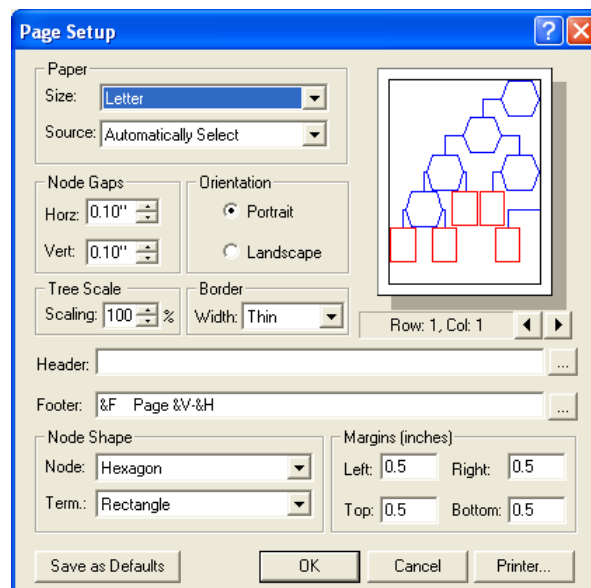 Page Setup
Paper
Size: Letter
Source: Automatically Select
Node Gaps
Horz: 0.10"
Vert: 0.10"
Orientation
Portrait
Landscape
Tree Scale
Scaling: 100 %
Border
Width: Thin
Row: 1, Col: 1
Header: ...
Footer: &F Page &V-&H ...
Node Shape
Node: Hexagon
Term.: Rectangle
Margins (inches)
Left: 0.5 Right: 0.5
Top: 0.5 Bottom: 0.5
Save as Defaults OK Cancel Printer...